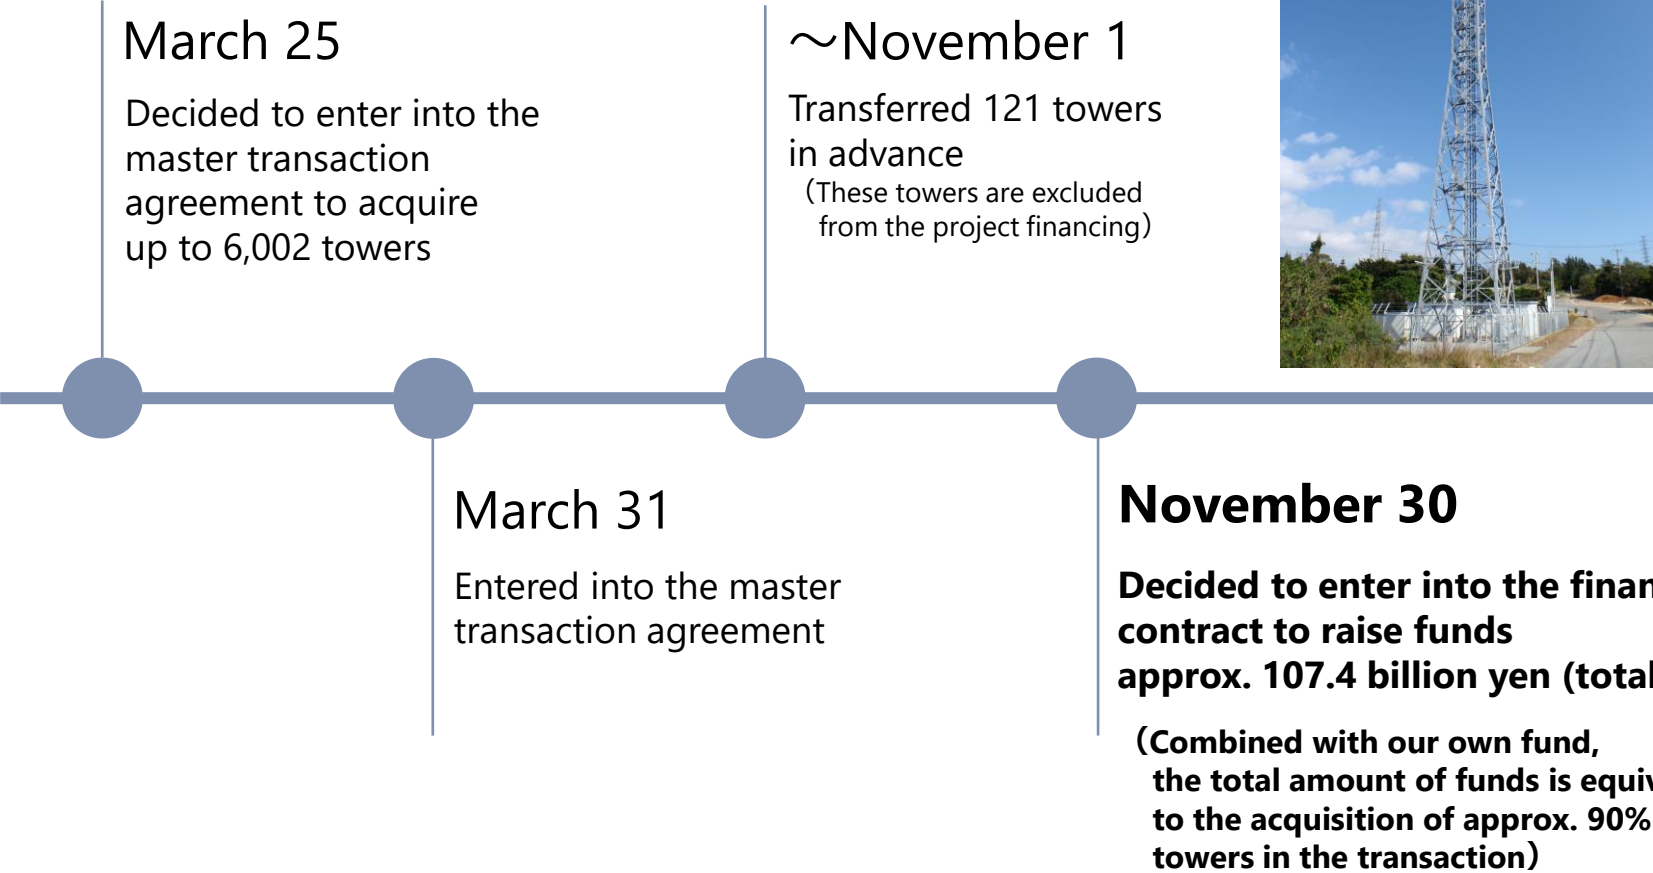 March 25
Decided to enter into the
master transaction
agreement to acquire
up to 6,002 towers
～November 1
Transferred 121 towers
in advance
（These towers are excluded
from the project financing）
March 31
Entered into the master
transaction agreement
November 30
Decided to enter into the
contract to raise funds
approx. 107.4 billion yen (total
（Combined with our own fund,
the total amount of funds is
to the acquisition of approx. 90%
towers in the transaction）